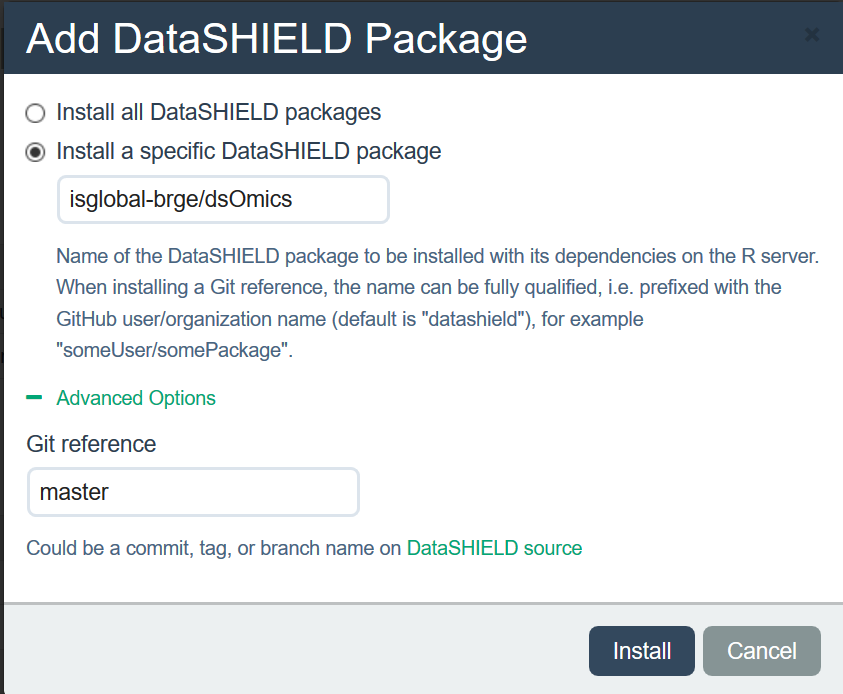 Add DataSHIELD Package
Install all DataSHIELD packages
Install a specific DataSHIELD package
isglobal-brge/dsOmics
Name of the DataSHIELD package to be installed with its dependencies on the R server.
When installing a Git reference, the name can be fully qualified, i.e. prefixed with the
GitHub user/organization name (default is "datashield"), for example
"someUser/somePackage".
Advanced Options
Git reference
master
Could be a commit, tag, or branch name on DataSHIELD source
Install Cancel